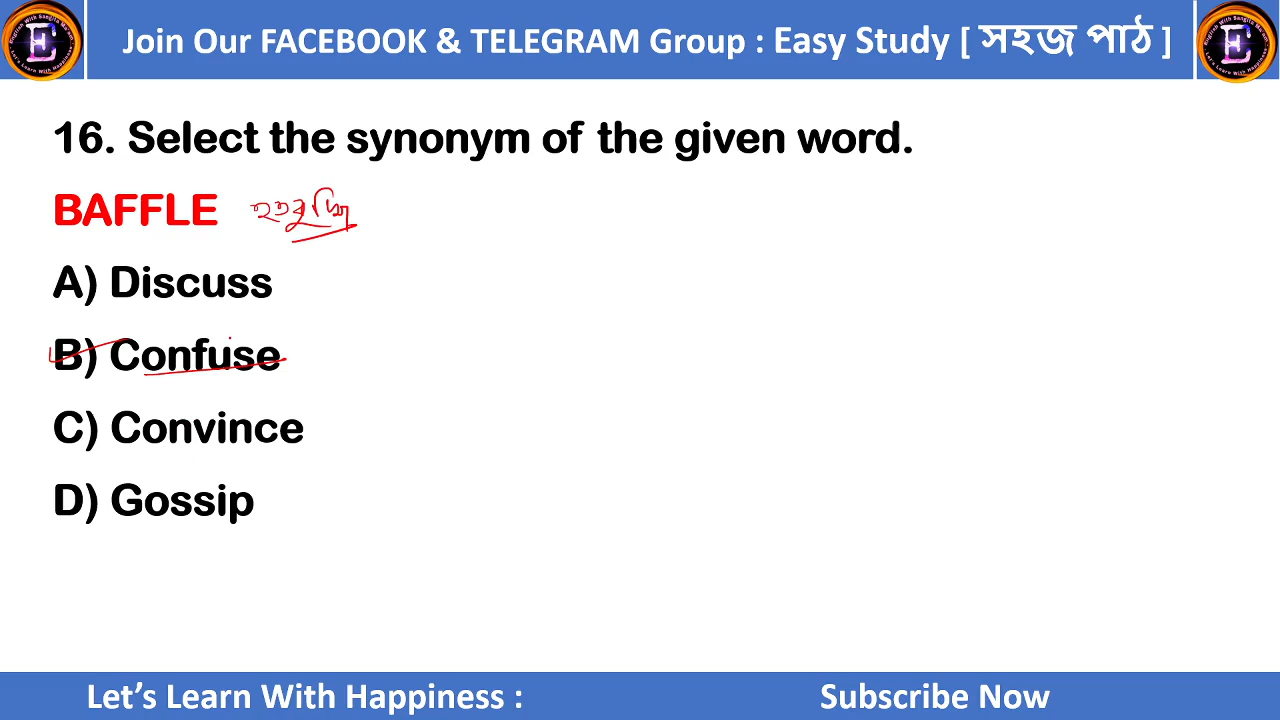 Join Our FACEBOOK & TELEGRAM Group : Easy Study [ সহজ পাঠ ]
16. Select the synonym of the given word.
BAFFLE হতবুদ্ধি
A) Discuss
B) Confuse
C) Convince
D) Gossip
Let's Learn With Happiness :
Subscribe Now